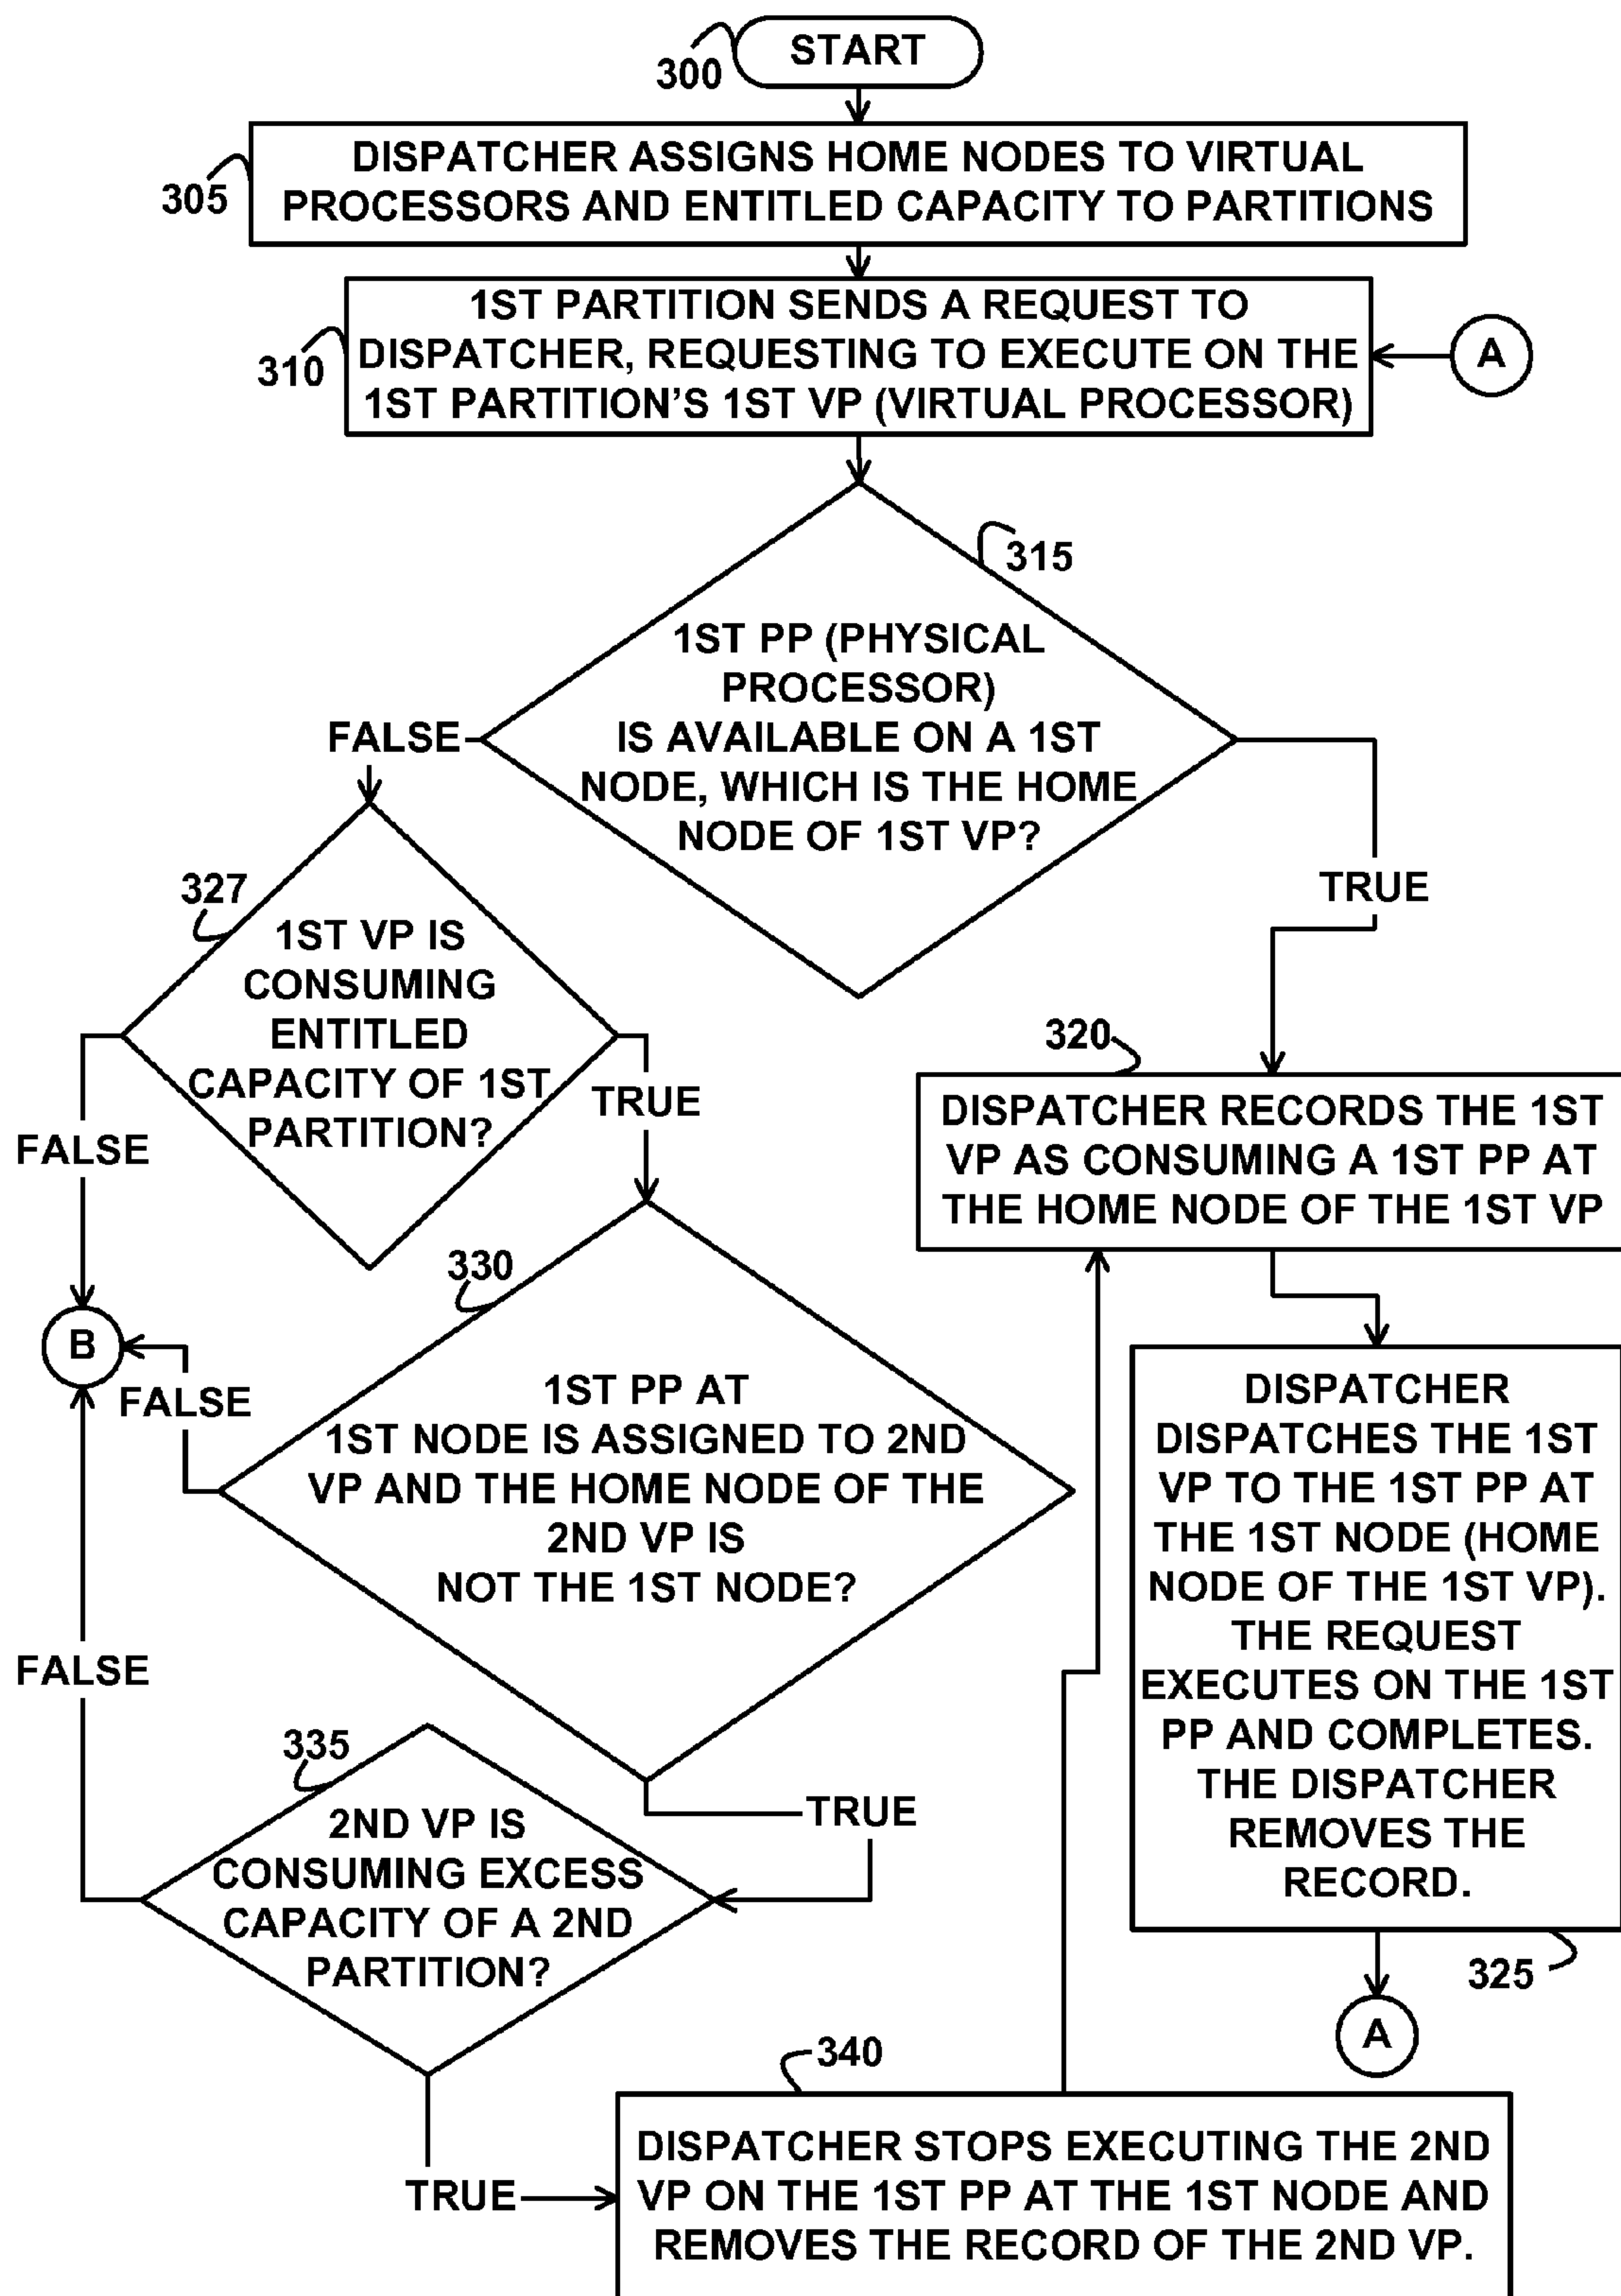 START
300
DISPATCHER ASSIGNS HOME NODES TO VIRTUAL
PROCESSORS AND ENTITLED CAPACITY TO PARTITIONS
305
1ST PARTITION SENDS A REQUEST TO
DISPATCHER, REQUESTING TO EXECUTE ON THE
1ST PARTITION'S 1ST VP (VIRTUAL PROCESSOR)
310
A
315
1ST PP (PHYSICAL
PROCESSOR)
IS AVAILABLE ON A 1ST
NODE, WHICH IS THE HOME
NODE OF 1ST VP?
FALSE
TRUE
327
1ST VP IS
CONSUMING
ENTITLED
CAPACITY OF 1ST
PARTITION?
FALSE
TRUE
320
DISPATCHER RECORDS THE 1ST
VP AS CONSUMING A 1ST PP AT
THE HOME NODE OF THE 1ST VP
330
B
FALSE
1ST PP AT
1ST NODE IS ASSIGNED TO 2ND
VP AND THE HOME NODE OF THE
2ND VP IS
NOT THE 1ST NODE?
TRUE
DISPATCHER
DISPATCHES THE 1ST
VP TO THE 1ST PP AT
THE 1ST NODE (HOME
NODE OF THE 1ST VP).
THE REQUEST
EXECUTES ON THE 1ST
PP AND COMPLETES.
THE DISPATCHER
REMOVES THE
RECORD.
325
A
FALSE
335
2ND VP IS
CONSUMING EXCESS
CAPACITY OF A 2ND
PARTITION?
TRUE
340
DISPATCHER STOPS EXECUTING THE 2ND
VP ON THE 1ST PP AT THE 1ST NODE AND
REMOVES THE RECORD OF THE 2ND VP.